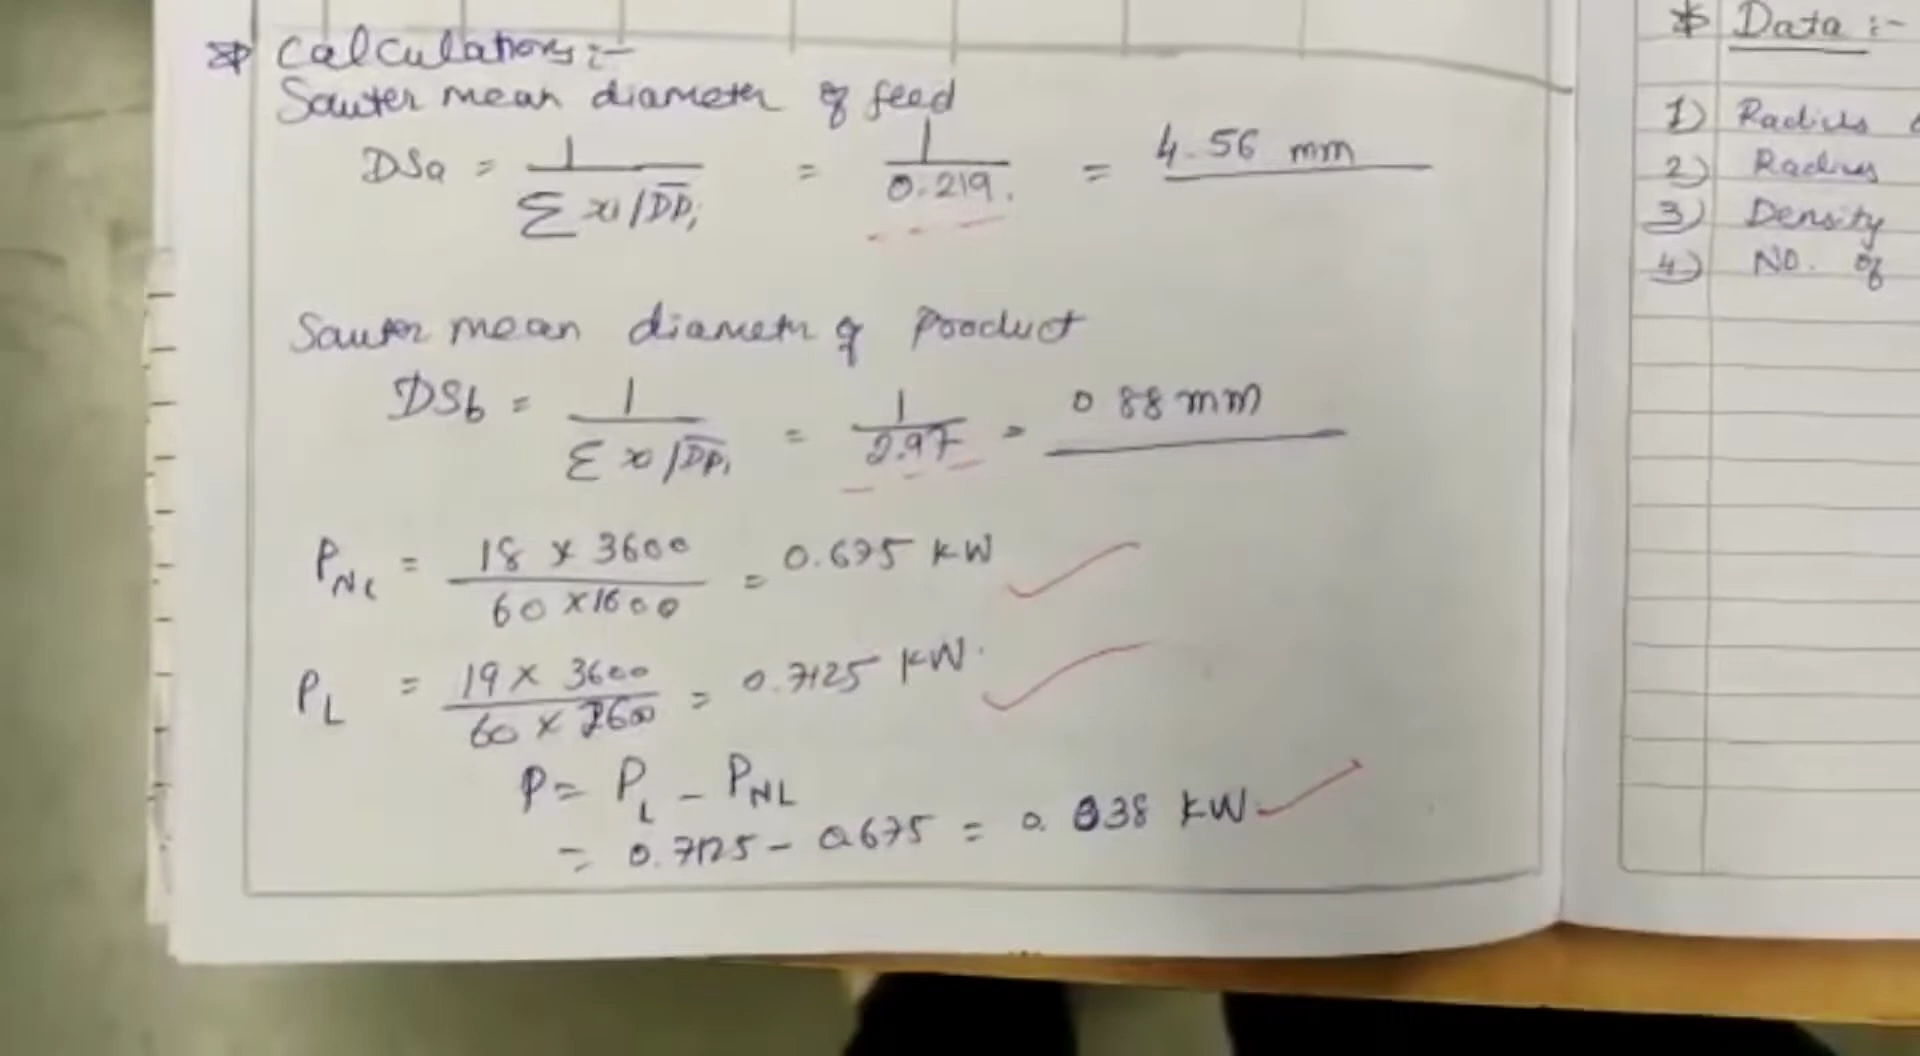 * Calculations :-
Sauter mean diameter of feed
DSa = 1 / Σ xi/D̅P̅i = 1 / 0.219. = 4.56 mm
Sauter mean diameter of Product
DSb = 1 / Σ xi/D̅P̅i = 1 / 2.97 = 0 88 mm
PNL = 18 x 3600 / 60 x 1600 = 0.675 KW
PL = 19 x 3600 / 60 x 1600 = 0.7125 KW.
P = PL - PNL
= 0.7125 - 0.675 = 0.038 KW
* Data :-
1) Radius
2) Radius
3) Density
4) NO. of